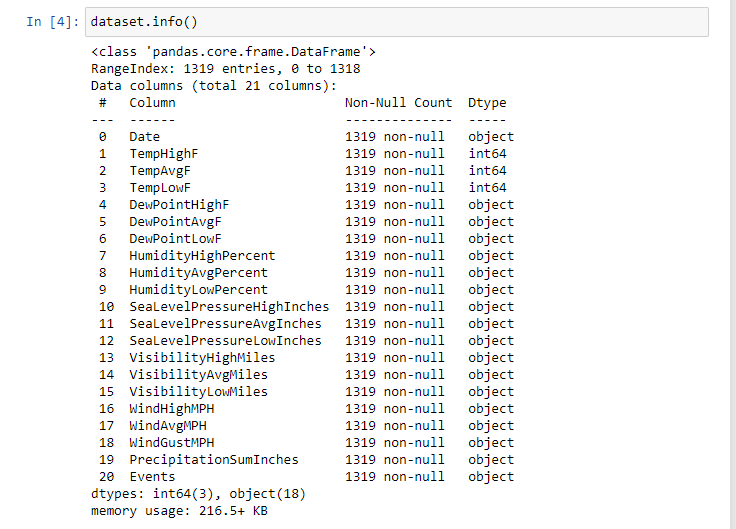 In [4]: dataset.info()
<class 'pandas.core.frame.DataFrame'>
RangeIndex: 1319 entries, 0 to 1318
Data columns (total 21 columns):
 #   Column                     Non-Null Count  Dtype
---  ------                     --------------  -----
 0   Date                       1319 non-null   object
 1   TempHighF                  1319 non-null   int64
 2   TempAvgF                   1319 non-null   int64
 3   TempLowF                   1319 non-null   int64
 4   DewPointHighF              1319 non-null   object
 5   DewPointAvgF               1319 non-null   object
 6   DewPointLowF               1319 non-null   object
 7   HumidityHighPercent        1319 non-null   object
 8   HumidityAvgPercent         1319 non-null   object
 9   HumidityLowPercent         1319 non-null   object
 10  SeaLevelPressureHighInches  1319 non-null   object
 11  SeaLevelPressureAvgInches  1319 non-null   object
 12  SeaLevelPressureLowInches  1319 non-null   object
 13  VisibilityHighMiles        1319 non-null   object
 14  VisibilityAvgMiles         1319 non-null   object
 15  VisibilityLowMiles         1319 non-null   object
 16  WindHighMPH                1319 non-null   object
 17  WindAvgMPH                 1319 non-null   object
 18  WindGustMPH                1319 non-null   object
 19  PrecipitationSumInches     1319 non-null   object
 20  Events                     1319 non-null   object
dtypes: int64(3), object(18)
memory usage: 216.5+ KB